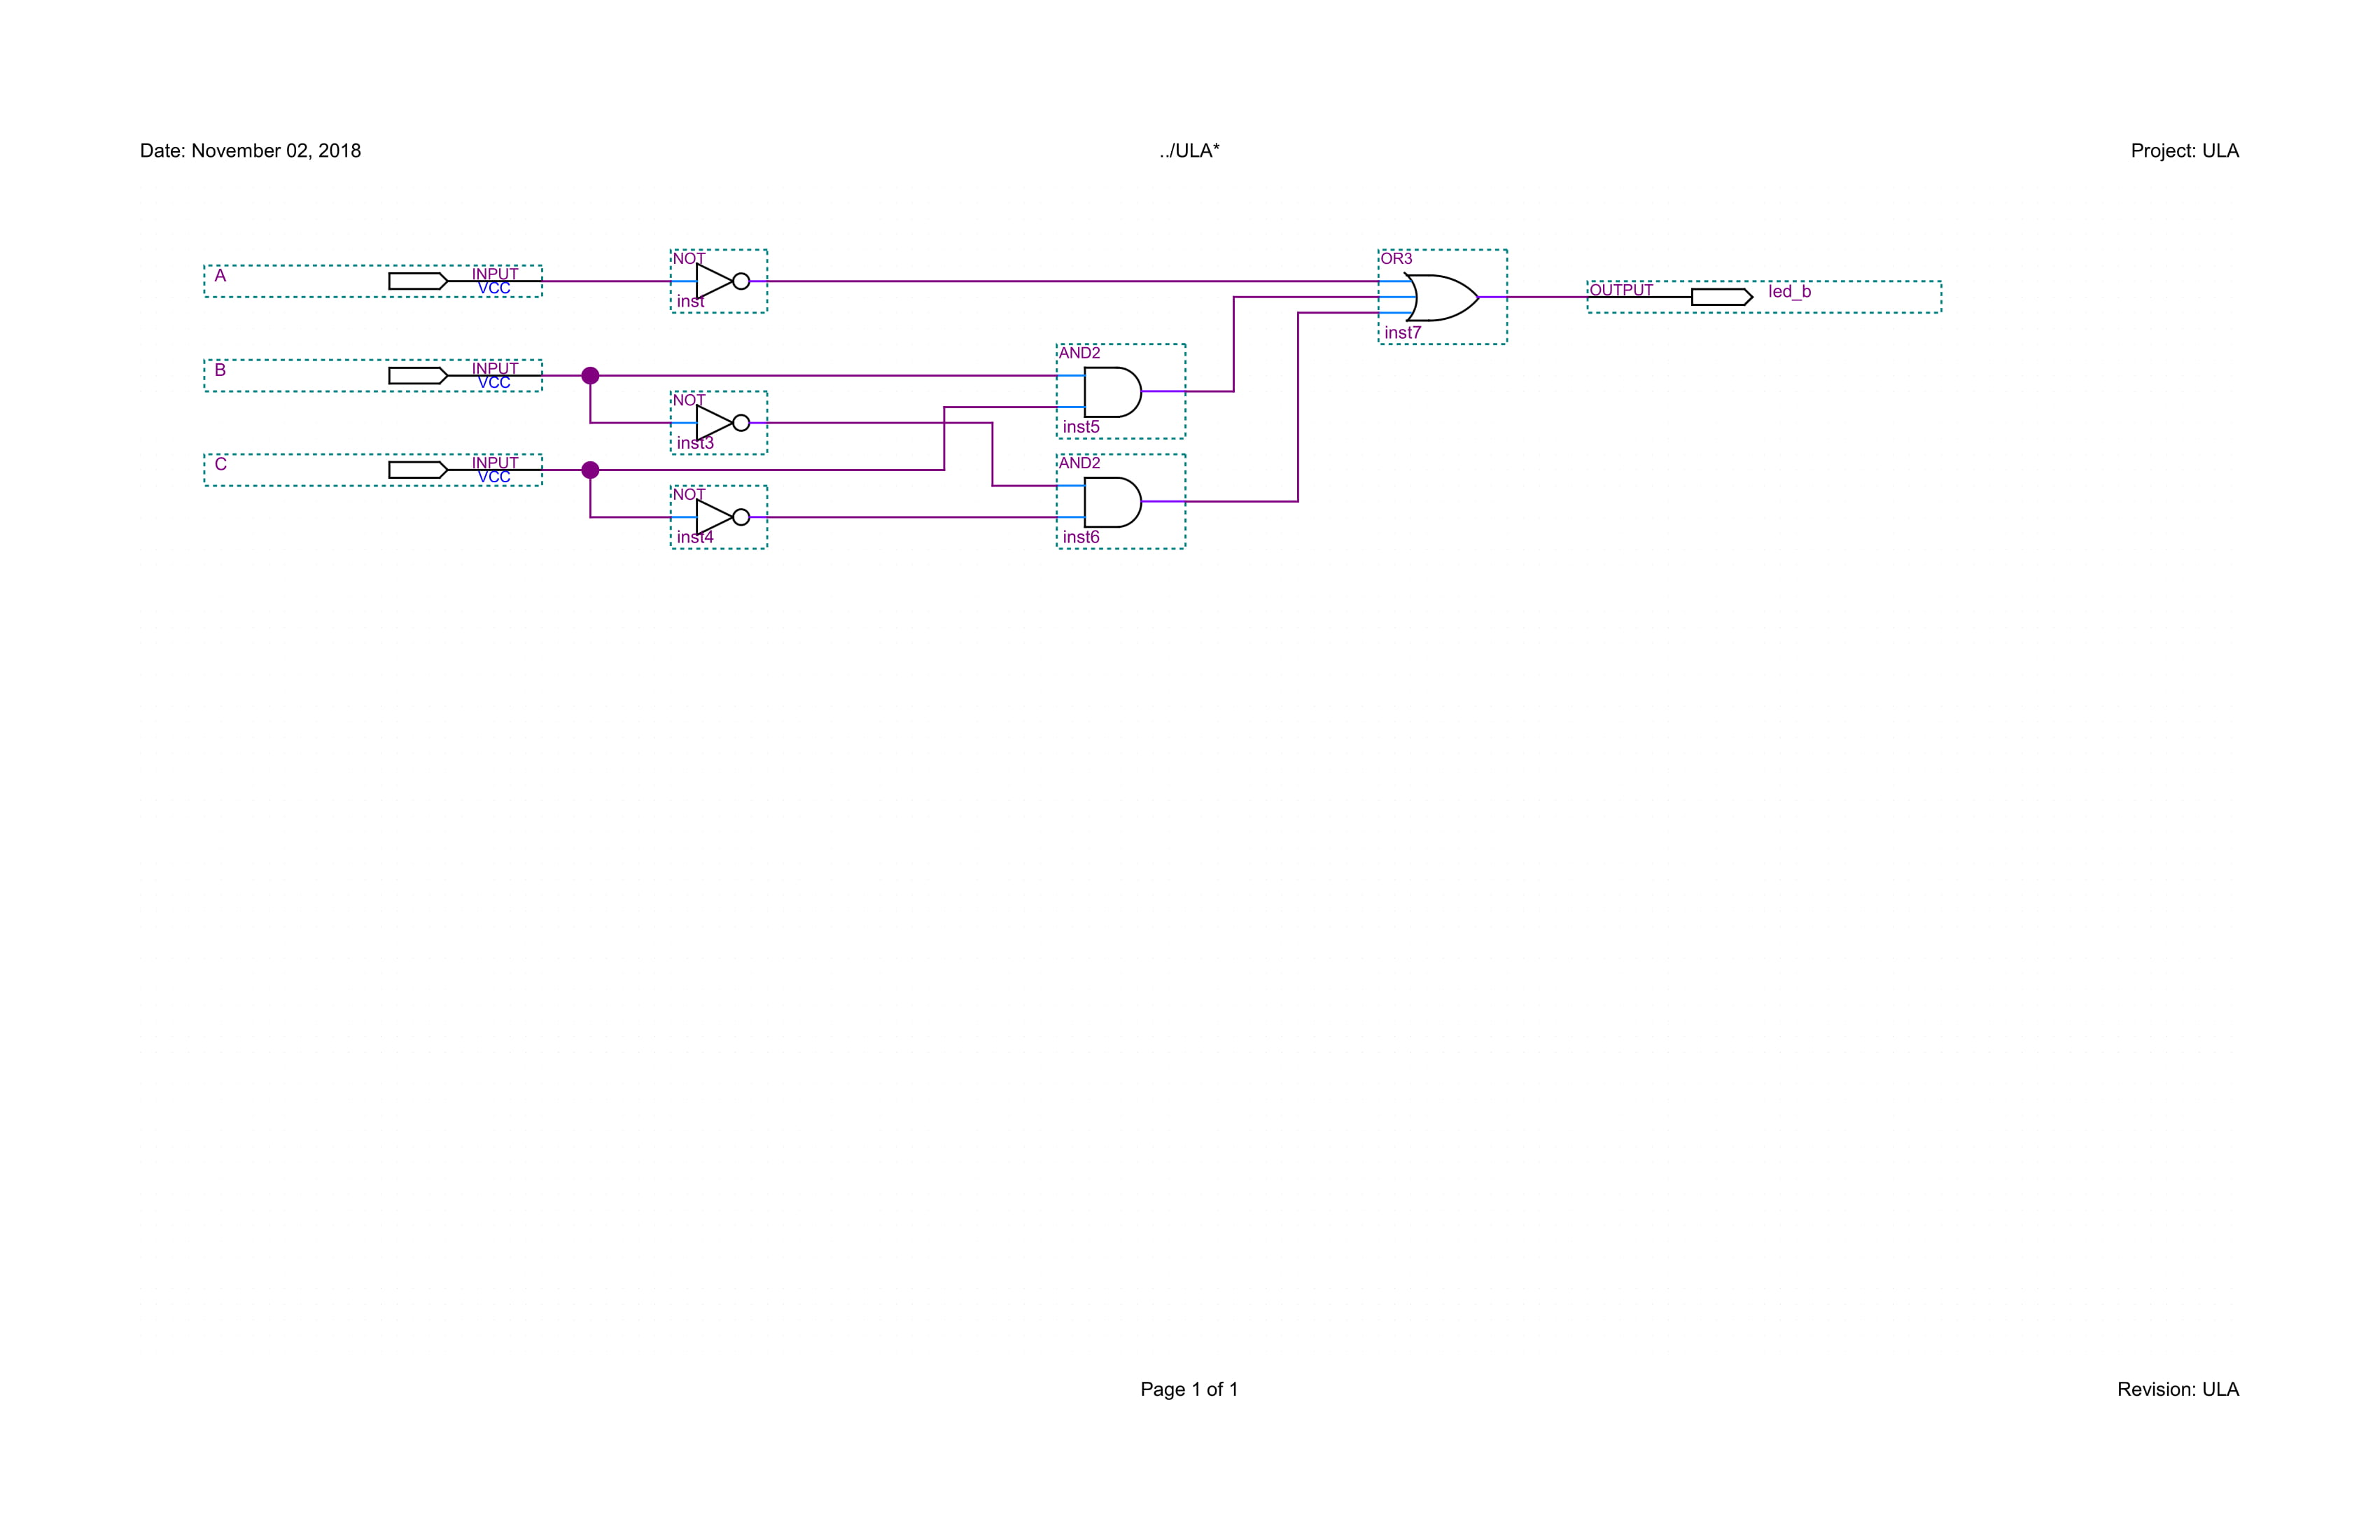 Date: November 02, 2018
../ULA*
Project: ULA
A
INPUT
VCC
NOT
inst
OR3
inst7
OUTPUT
led_b
B
INPUT
VCC
NOT
inst3
AND2
inst5
C
INPUT
VCC
NOT
inst4
AND2
inst6
Page 1 of 1
Revision: ULA